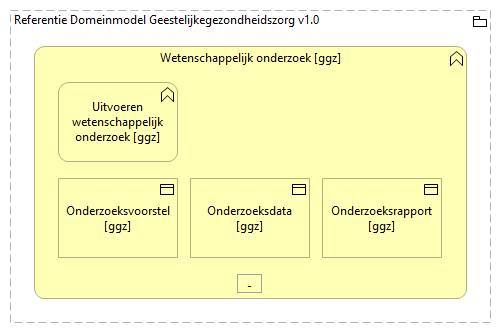 Referentie Domeinmodel Geestelijkegezondheidszorg v1.0
Wetenschappelijk onderzoek [ggz]
Uitvoeren
wetenschappelijk
onderzoek [ggz]
Onderzoeksvoorstel
[ggz]
Onderzoeksdata
[ggz]
Onderzoeksrapport
[ggz]
-